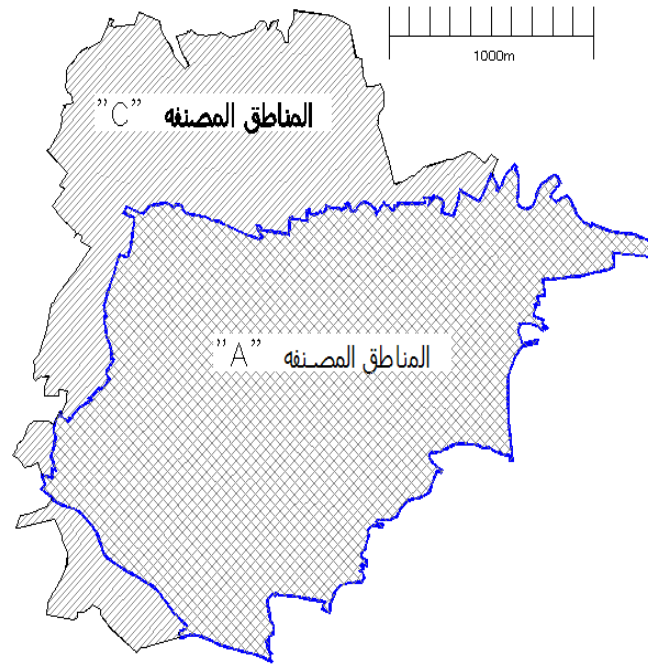 1000m
المناطق المصنفه "C"
المناطق المصنفه "A"